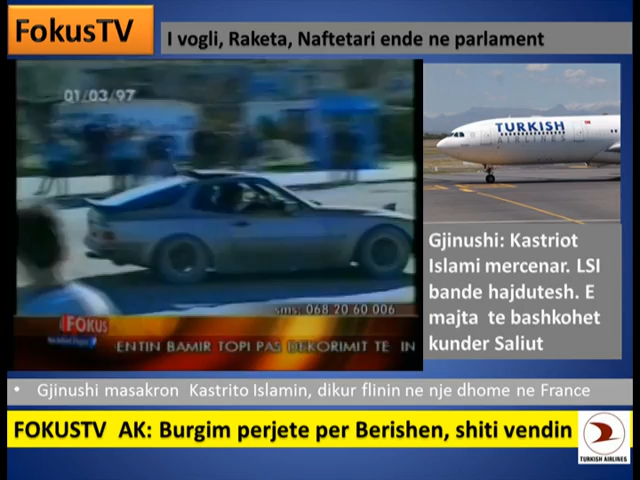 FokusTV
I vogli, Raketa, Naftetari ende ne parlament
01/03/97
TURKISH
AIRLINES
Gjinushi: Kastriot
Islami mercenar. LSI
bande hajdutesh. E
majta te bashkohet
kunder Saliut
sms: 068 20 60 006
FOKUS
ENTIN BAMIR TOPI PAS DEKORIMIT TE IN
• Gjinushi masakron Kastrito Islamin, dikur flinin ne nje dhome ne France
FOKUSTV AK: Burgim perjete per Berishen, shiti vendin
TURKISH AIRLINES